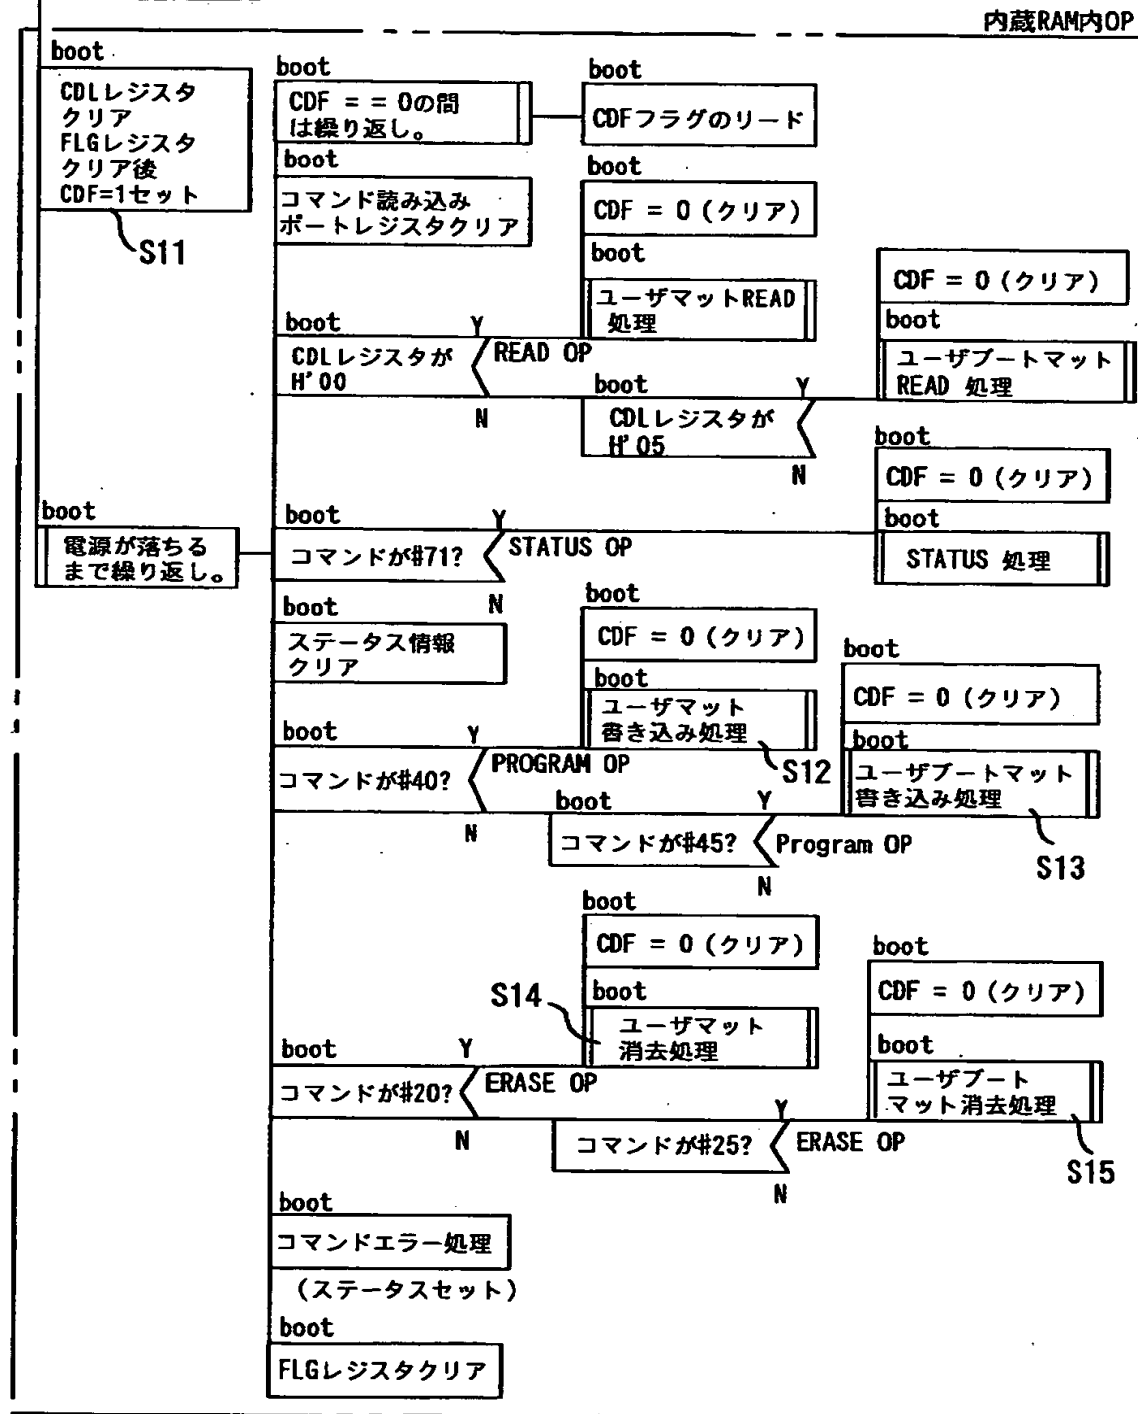 内蔵RAM内OP
boot
CDLレジスタ
クリア
FLGレジスタ
クリア後
CDF=1セット
S11
boot
CDF = = 0の間
は繰り返し。
boot
CDFフラグのリード
boot
コマンド読み込み
ポートレジスタクリア
boot
CDF = 0 (クリア)
boot
ユーザマットREAD
処理
boot
Y
CDLレジスタが
H'00
READ OP
N
boot
Y
CDLレジスタが
H'05
N
CDF = 0 (クリア)
boot
ユーザブートマット
READ 処理
boot
電源が落ちる
まで繰り返し。
boot
Y
コマンドが#71?
STATUS OP
N
boot
CDF = 0 (クリア)
boot
STATUS 処理
boot
ステータス情報
クリア
boot
CDF = 0 (クリア)
boot
ユーザマット
書き込み処理
S12
boot
Y
コマンドが#40?
PROGRAM OP
N
boot
Y
コマンドが#45?
Program OP
N
boot
CDF = 0 (クリア)
boot
ユーザブートマット
書き込み処理
S13
boot
CDF = 0 (クリア)
S14
boot
ユーザマット
消去処理
boot
Y
コマンドが#20?
ERASE OP
N
Y
コマンドが#25?
ERASE OP
N
boot
CDF = 0 (クリア)
boot
ユーザブート
マット消去処理
S15
boot
コマンドエラー処理
(ステータスセット)
boot
FLGレジスタクリア